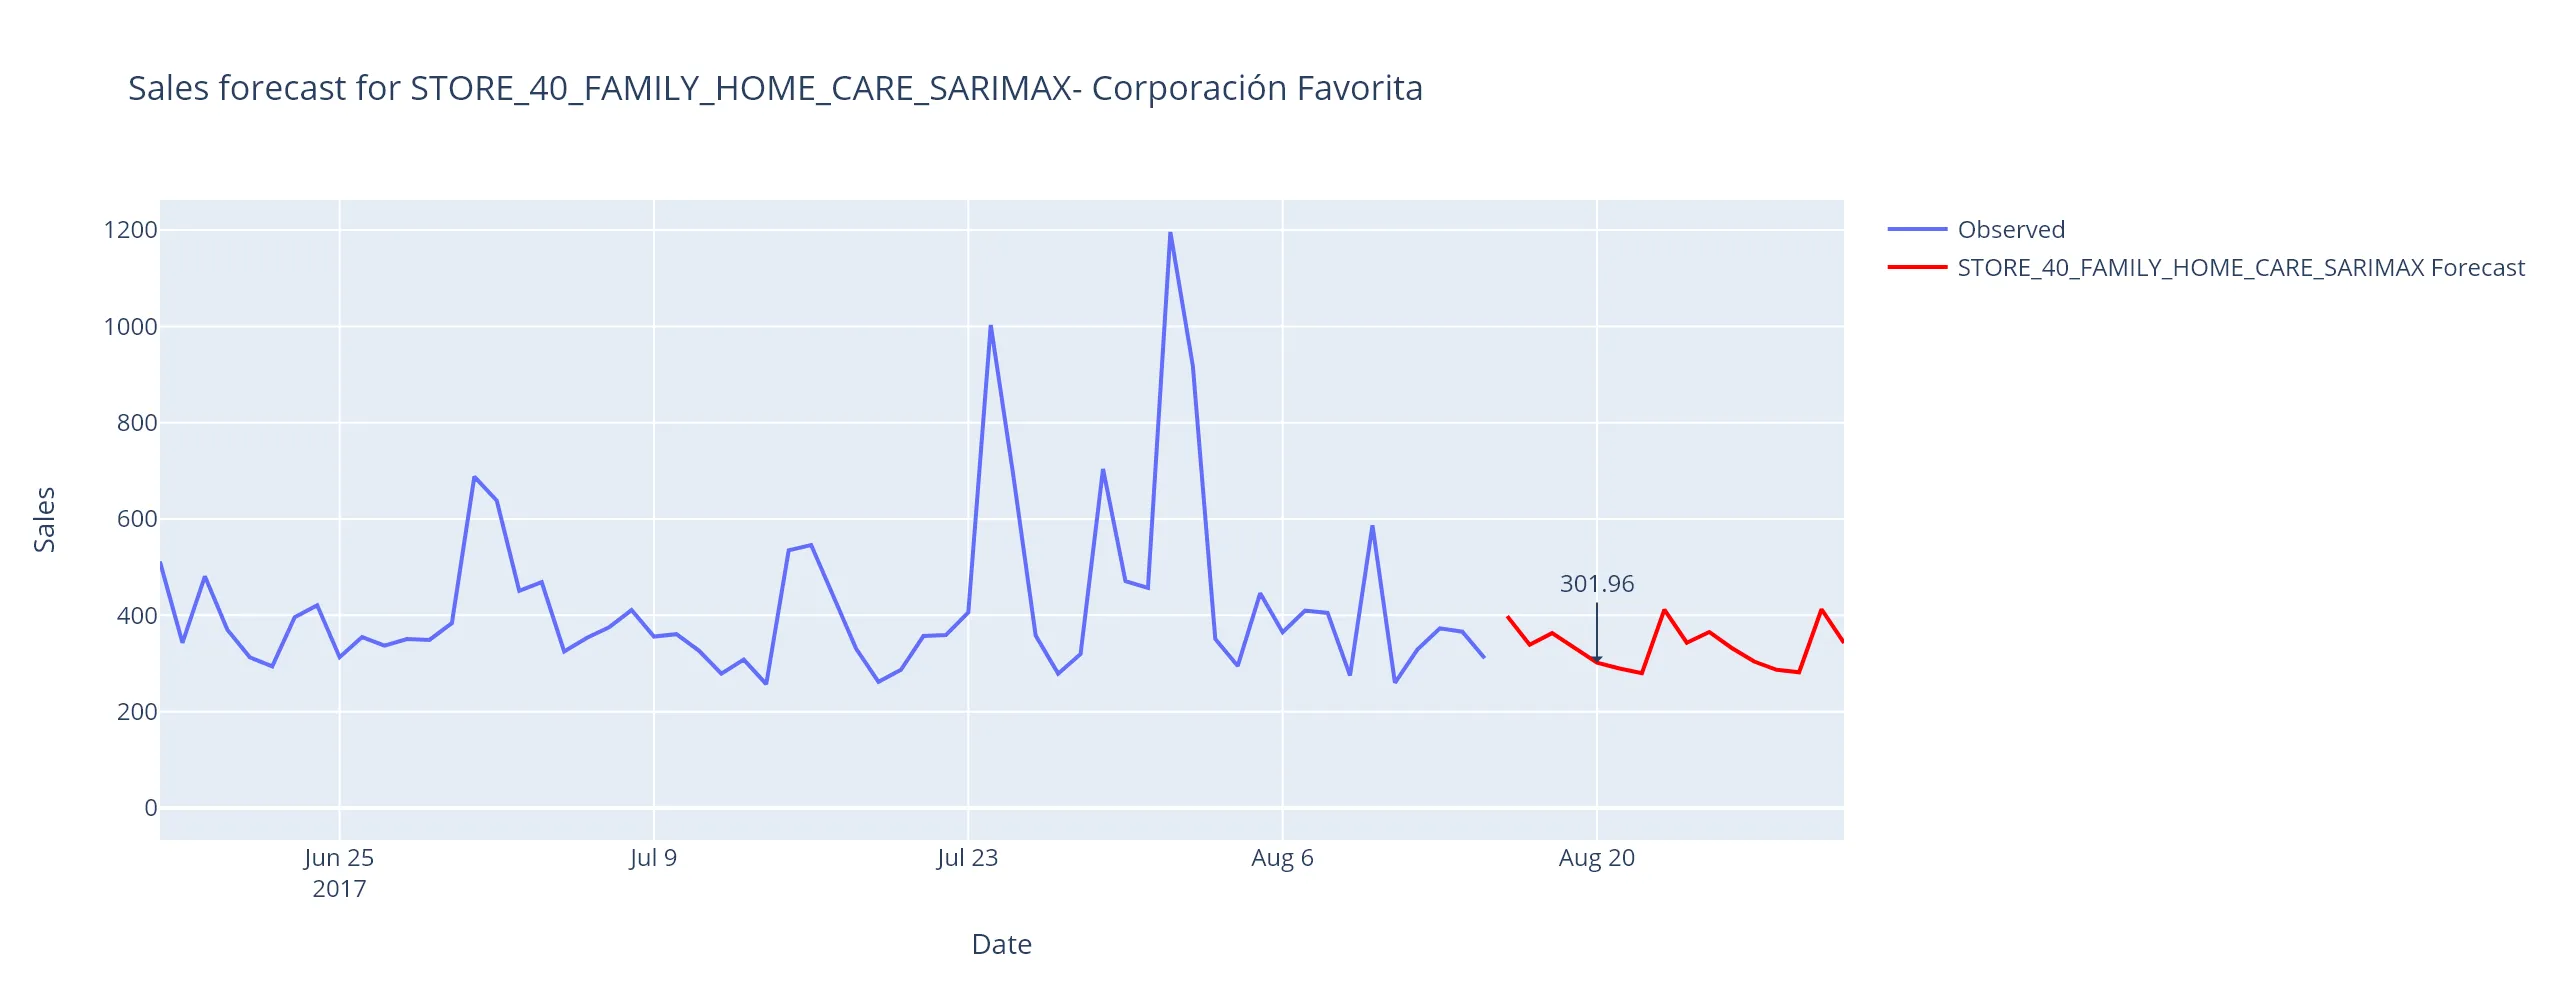 Sales forecast for STORE_40_FAMILY_HOME_CARE_SARIMAX- Corporación Favorita
Observed
STORE_40_FAMILY_HOME_CARE_SARIMAX Forecast
1200
1000
800
600
400
200
0
Sales
301.96
Jun 25
2017
Jul 9
Jul 23
Aug 6
Aug 20
Date